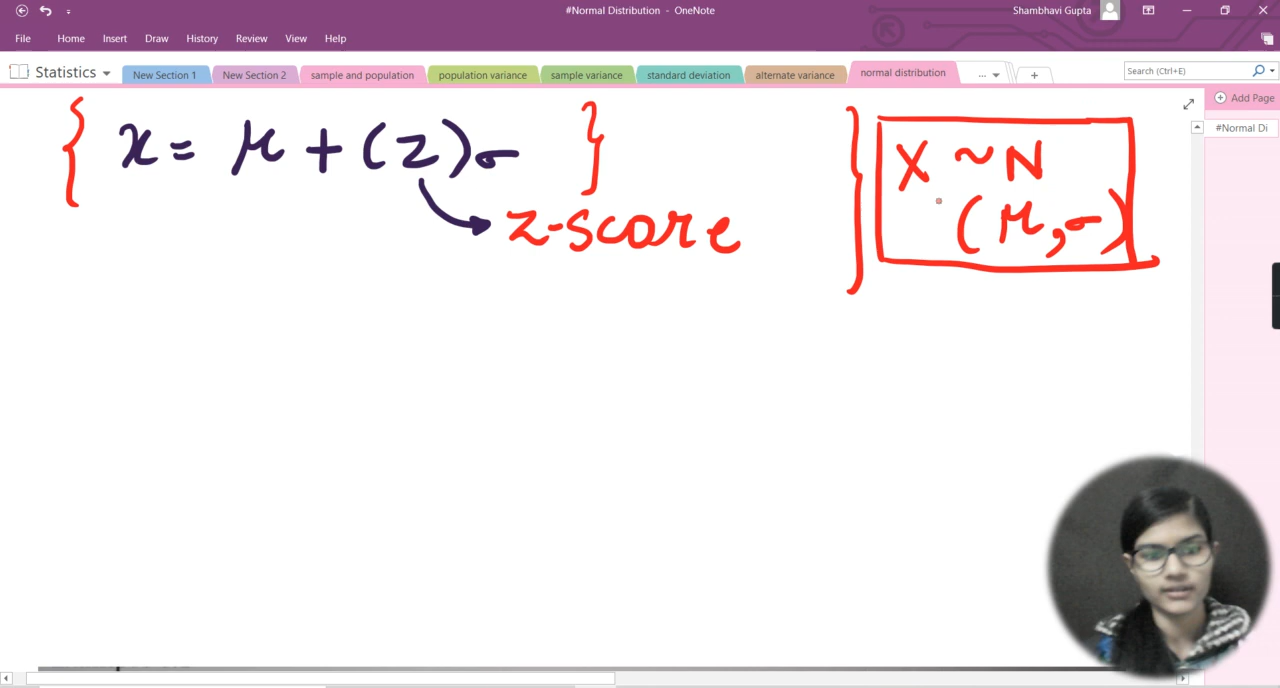 #Normal Distribution - OneNote
Shambhavi Gupta
File Home Insert Draw History Review View Help
Statistics
New Section 1
New Section 2
sample and population
population variance
sample variance
standard deviation
alternate variance
normal distribution
...
+
Search (Ctrl+E)
Add Page
#Normal Di
{ x = μ + (z)σ }
z-score
X ~ N
(μ, σ)